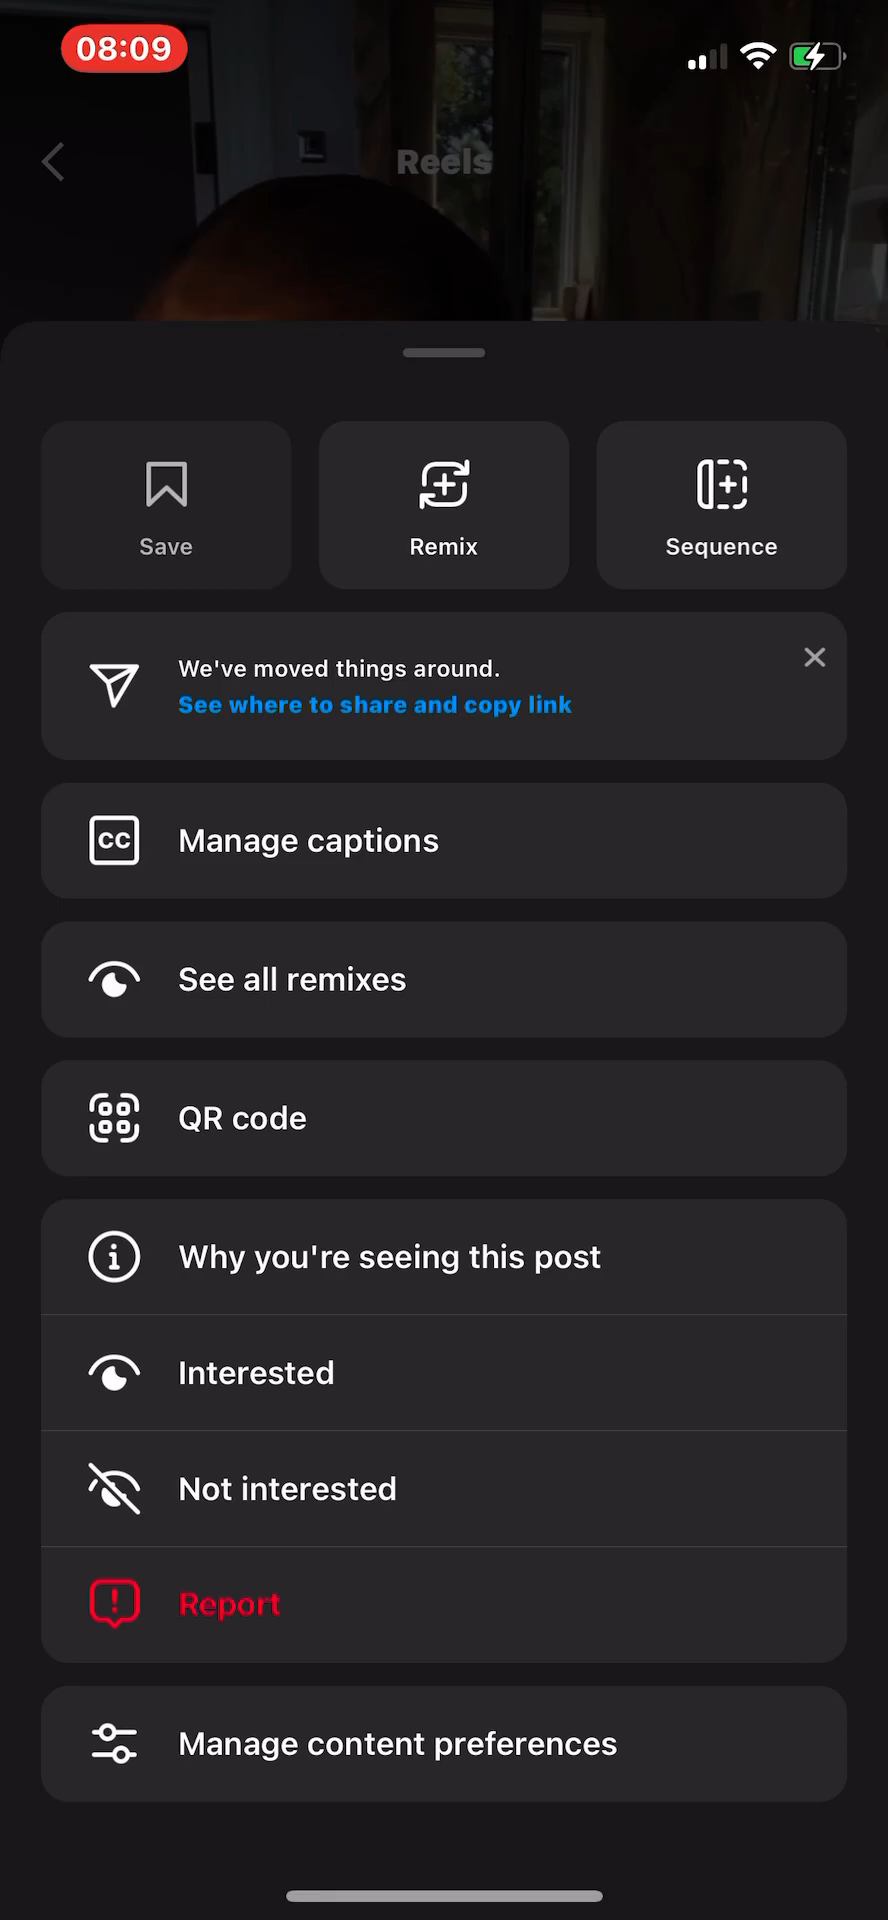 08:09
Reels
Save
Remix
Sequence
We've moved things around.
See where to share and copy link
CC
Manage captions
See all remixes
QR code
Why you're seeing this post
Interested
Not interested
Report
Manage content preferences